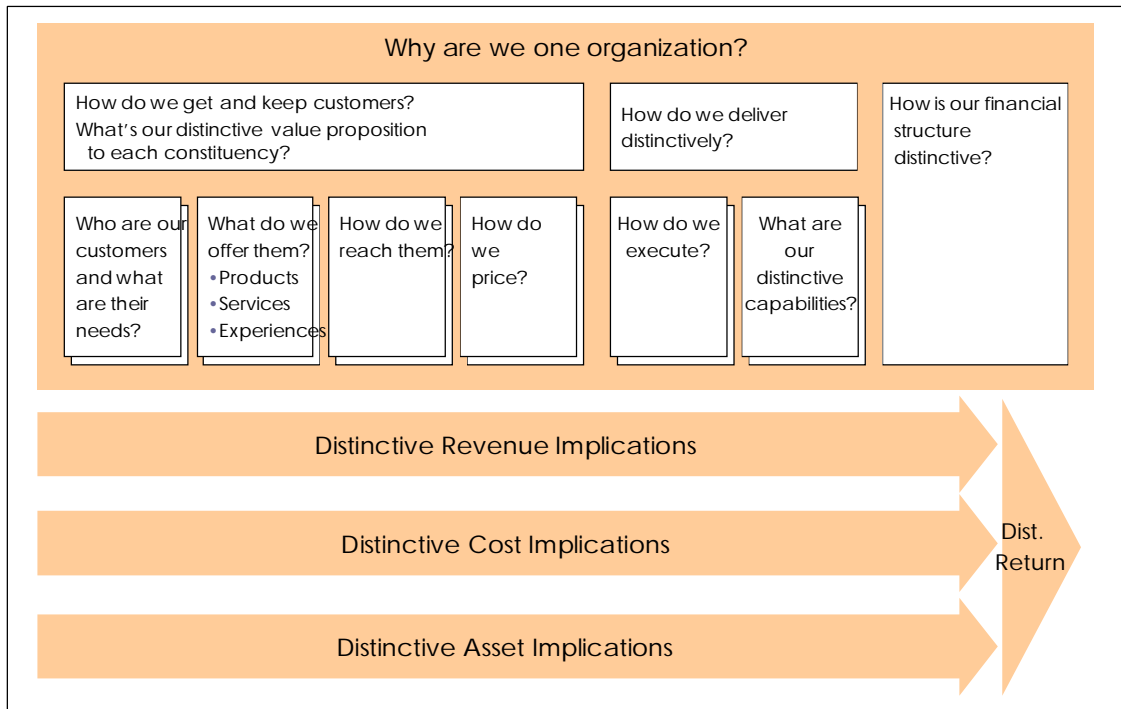 Why are we one organization?
How do we get and keep customers?
What's our distinctive value proposition
to each constituency?
How do we deliver
distinctively?
How is our financial
structure
distinctive?
Who are our
customers
and what
are their
needs?
What do we
offer them?
•Products
•Services
•Experiences
How do we
reach them?
How do
we
price?
How do we
execute?
What are
our
distinctive
capabilities?
Distinctive Revenue Implications
Distinctive Cost Implications
Distinctive Asset Implications
Dist.
Return